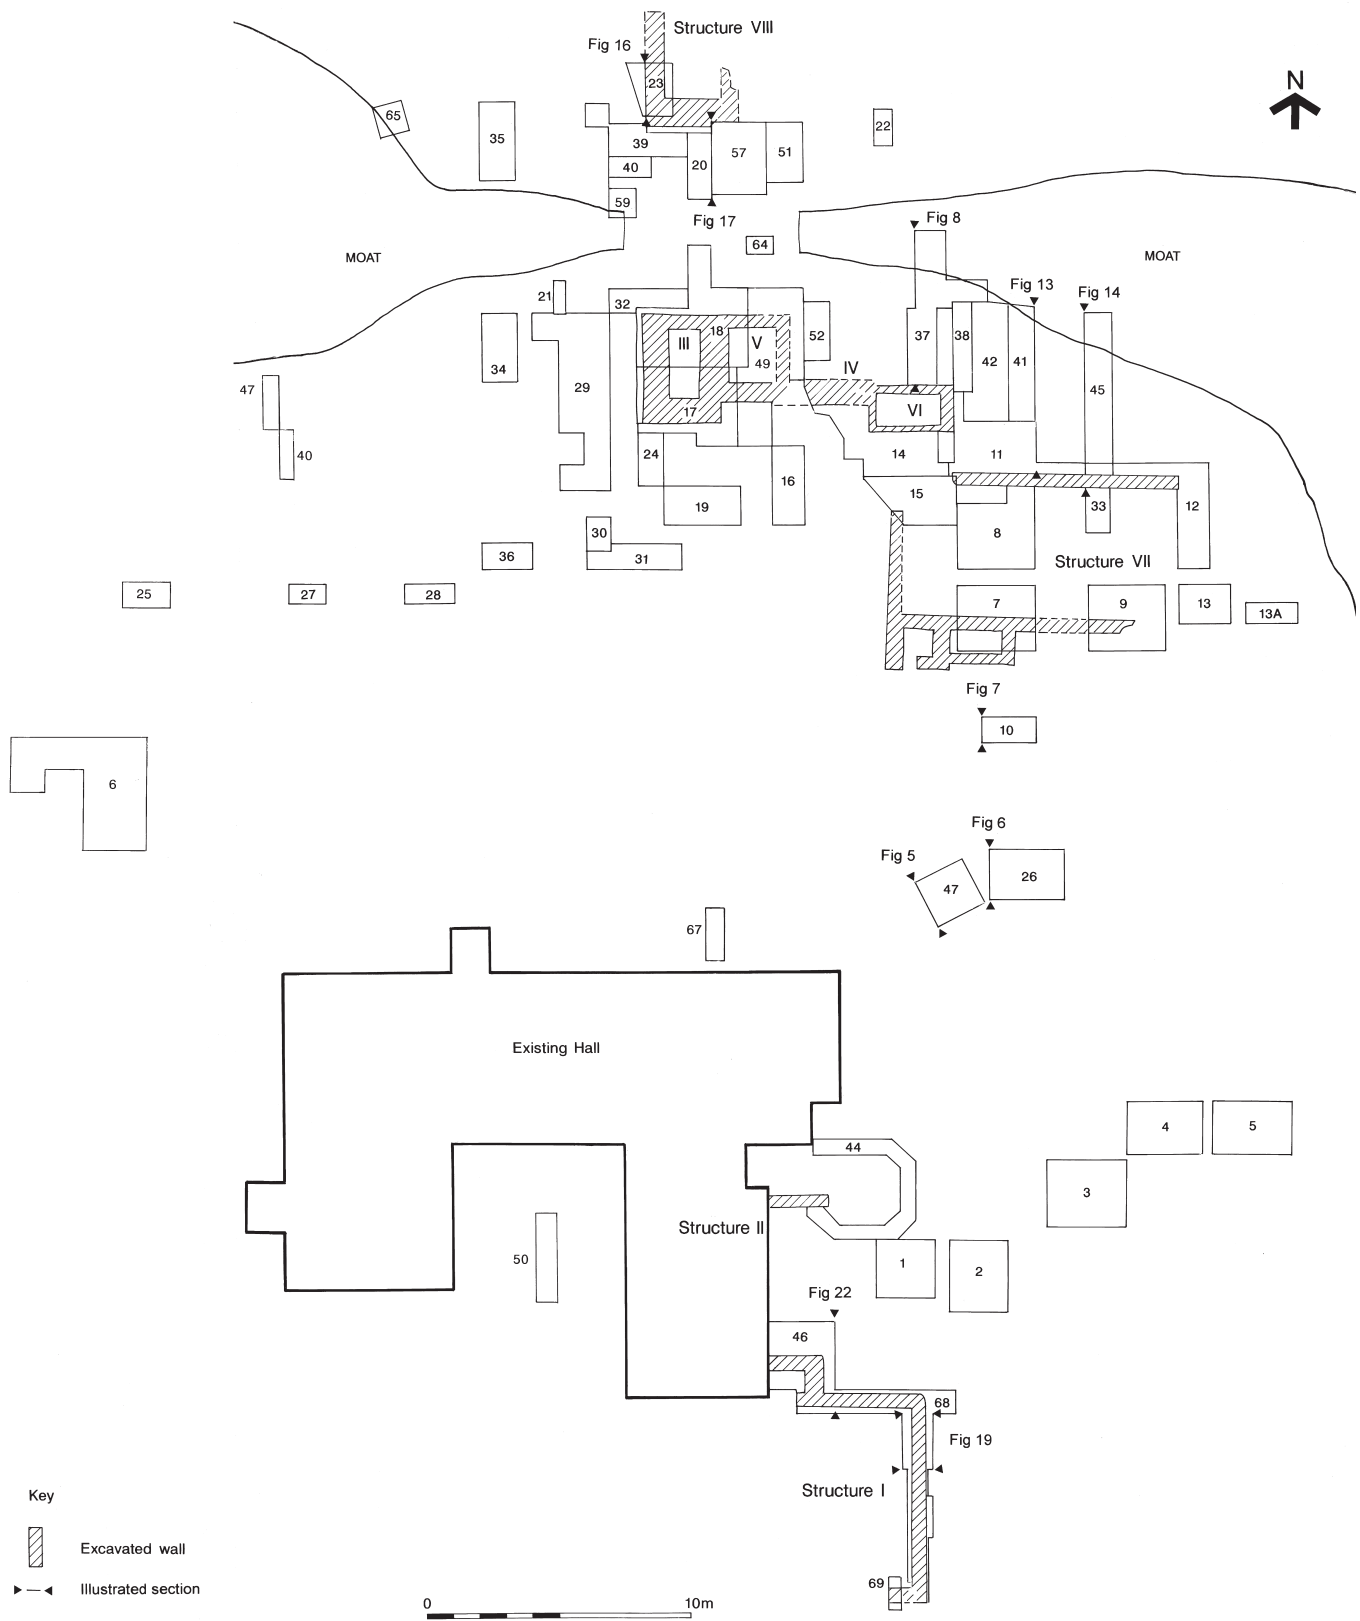 Structure VIII
Fig 16
N
23
65
35
22
39
57
51
20
40
59
Fig 17
Fig 8
64
MOAT
MOAT
Fig 13
21
32
Fig 14
18
37
38
52
III
V
42
41
34
49
IV
29
47
45
17
VI
40
24
14
11
16
15
19
33
12
30
8
36
31
Structure VII
25
27
28
7
9
13
13A
Fig 7
10
6
Fig 6
Fig 5
26
47
67
Existing Hall
4
5
44
3
Structure II
50
1
2
Fig 22
46
68
Fig 19
Structure I
Key
Excavated wall
69
Illustrated section
0
10m